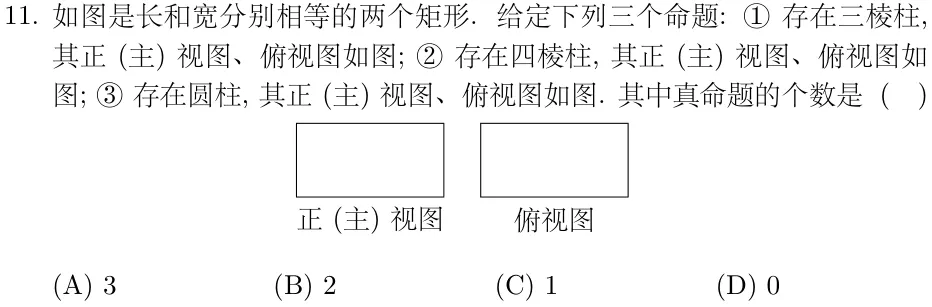 11. 如图是长和宽分别相等的两个矩形. 给定下列三个命题: ① 存在三棱柱,
其正 (主) 视图、俯视图如图; ② 存在四棱柱, 其正 (主) 视图、俯视图如
图; ③ 存在圆柱, 其正 (主) 视图、俯视图如图. 其中真命题的个数是 ( )
正 (主) 视图 俯视图
(A) 3 (B) 2 (C) 1 (D) 0